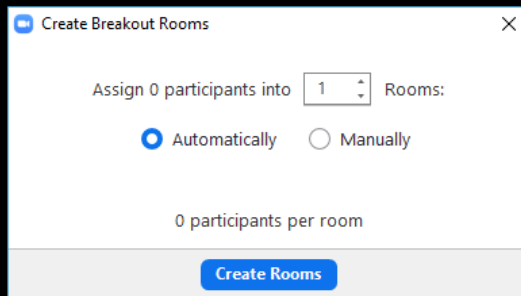 Create Breakout Rooms
Assign 0 participants into 1 Rooms:
Automatically Manually
0 participants per room
Create Rooms